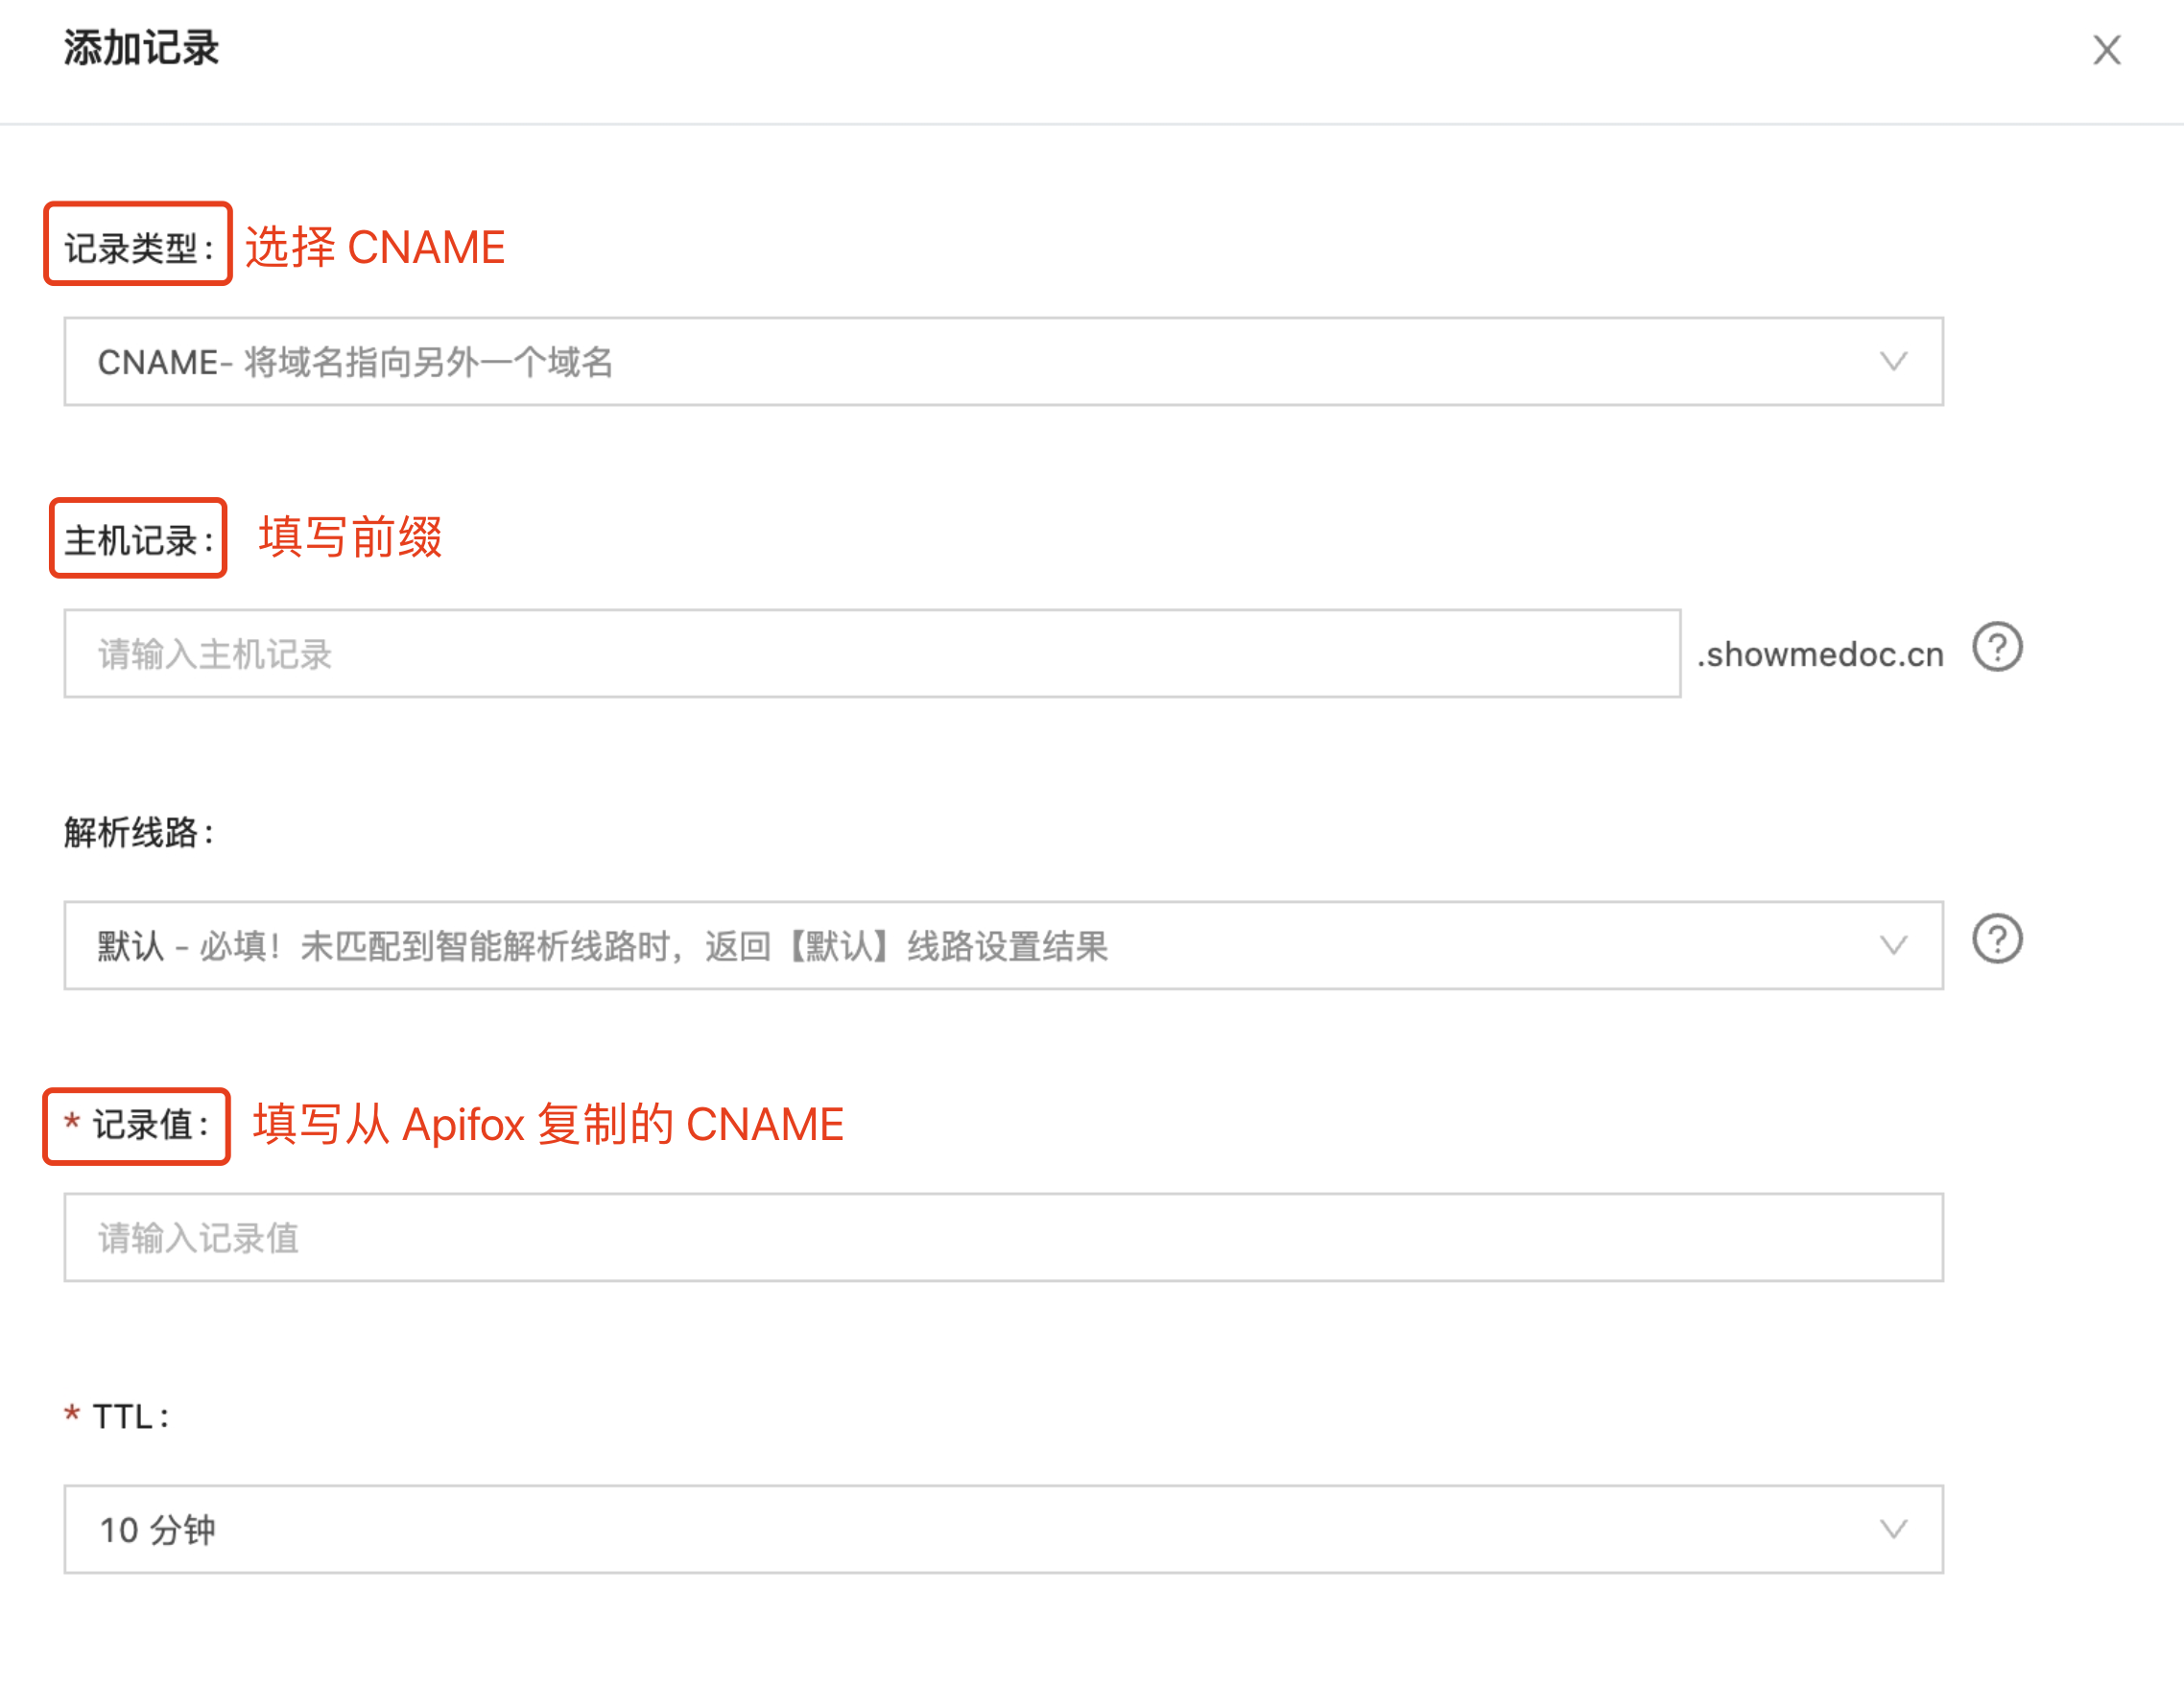 添加记录
记录类型： 选择 CNAME
CNAME- 将域名指向另外一个域名
主机记录： 填写前缀
请输入主机记录 .showmedoc.cn
解析线路：
默认 - 必填！未匹配到智能解析线路时，返回【默认】线路设置结果
* 记录值： 填写从 Apifox 复制的 CNAME
请输入记录值
* TTL：
10 分钟